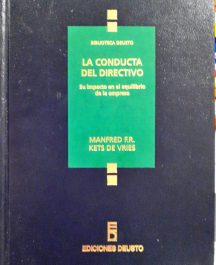 BIBLIOTECA DEUSTO
LA CONDUCTA
DEL DIRECTIVO
Su impacto en el equilibrio
de la empresa
MANFRED F.R.
KETS DE VRIES
EDICIONES DEUSTO